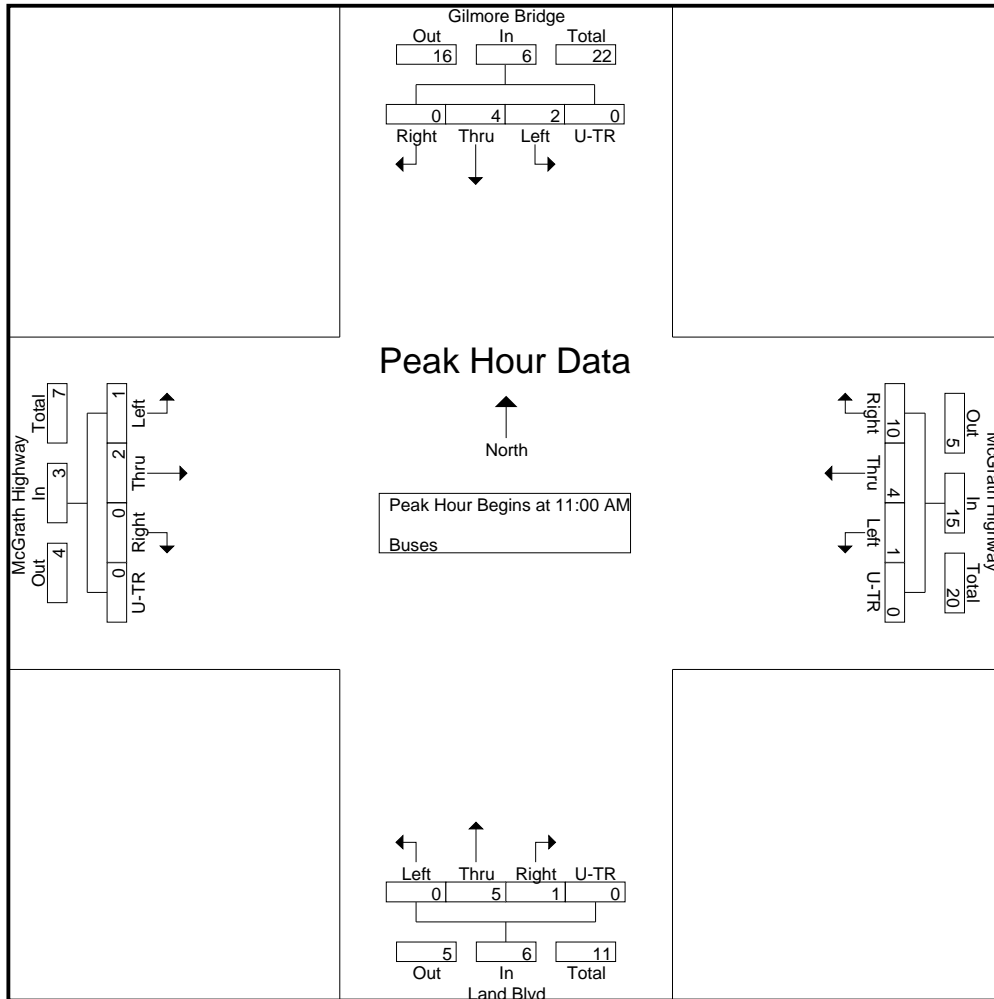 Gilmore Bridge
Out In Total
16 6 22
0 4 2 0
Right Thru Left U-TR
Peak Hour Data
North
Peak Hour Begins at 11:00 AM
Buses
McGrath Highway
Total In Out
7 3 4
1 2 0 0
Left Thru Right U-TR
McGrath Highway
Out In Total
5 15 20
10 4 1 0
Right Thru Left U-TR
Left Thru Right U-TR
0 5 1 0
5 6 11
Out In Total
Land Blvd